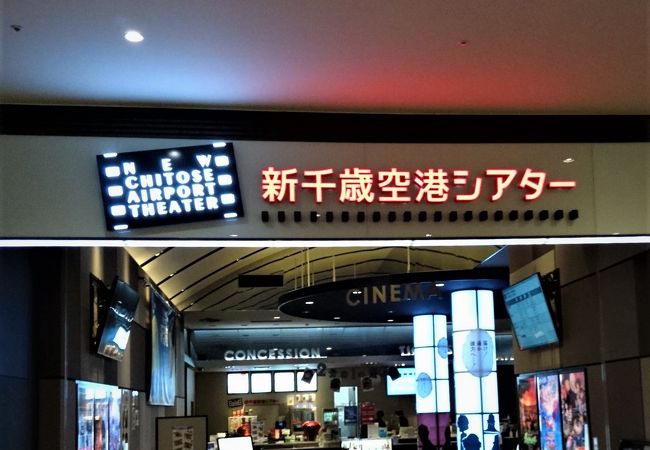 NEW
CHITOSE
AIRPORT
THEATER
新千歳空港シアター
CINEMA
CONCESSION